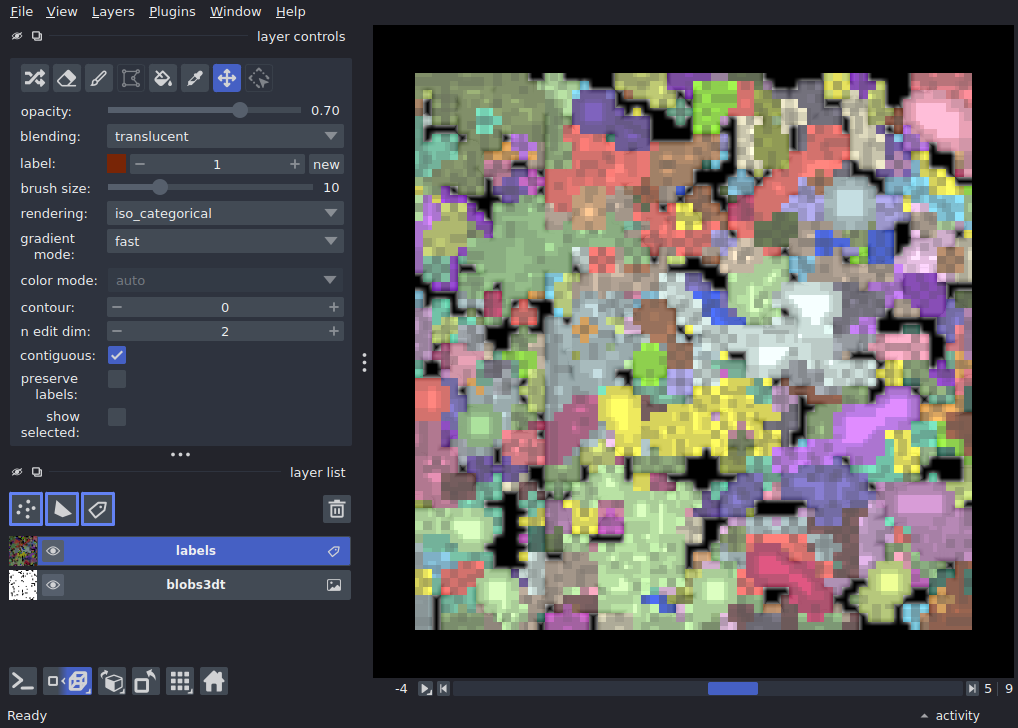 File View Layers Plugins Window Help
layer controls
opacity: 0.70
blending: translucent
label: 1 new
brush size: 10
rendering: iso_categorical
gradient
mode: fast
color mode: auto
contour: 0
n edit dim: 2
contiguous:
preserve
labels:
show
selected:
layer list
labels
blobs3dt
-4 5 9
Ready activity